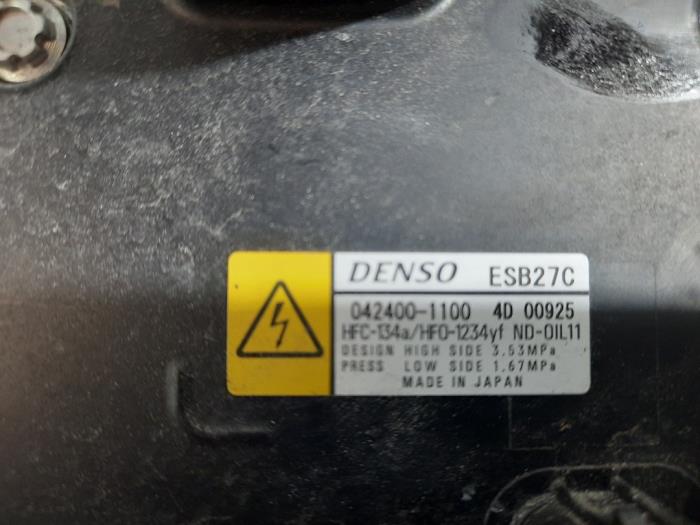 DENSO ESB27C
042400-1100 4D 00925
HFC-134a/HFO-1234yf ND-OIL11
DESIGN HIGH SIDE 3.53MPa
PRESS LOW SIDE 1.67MPa
MADE IN JAPAN